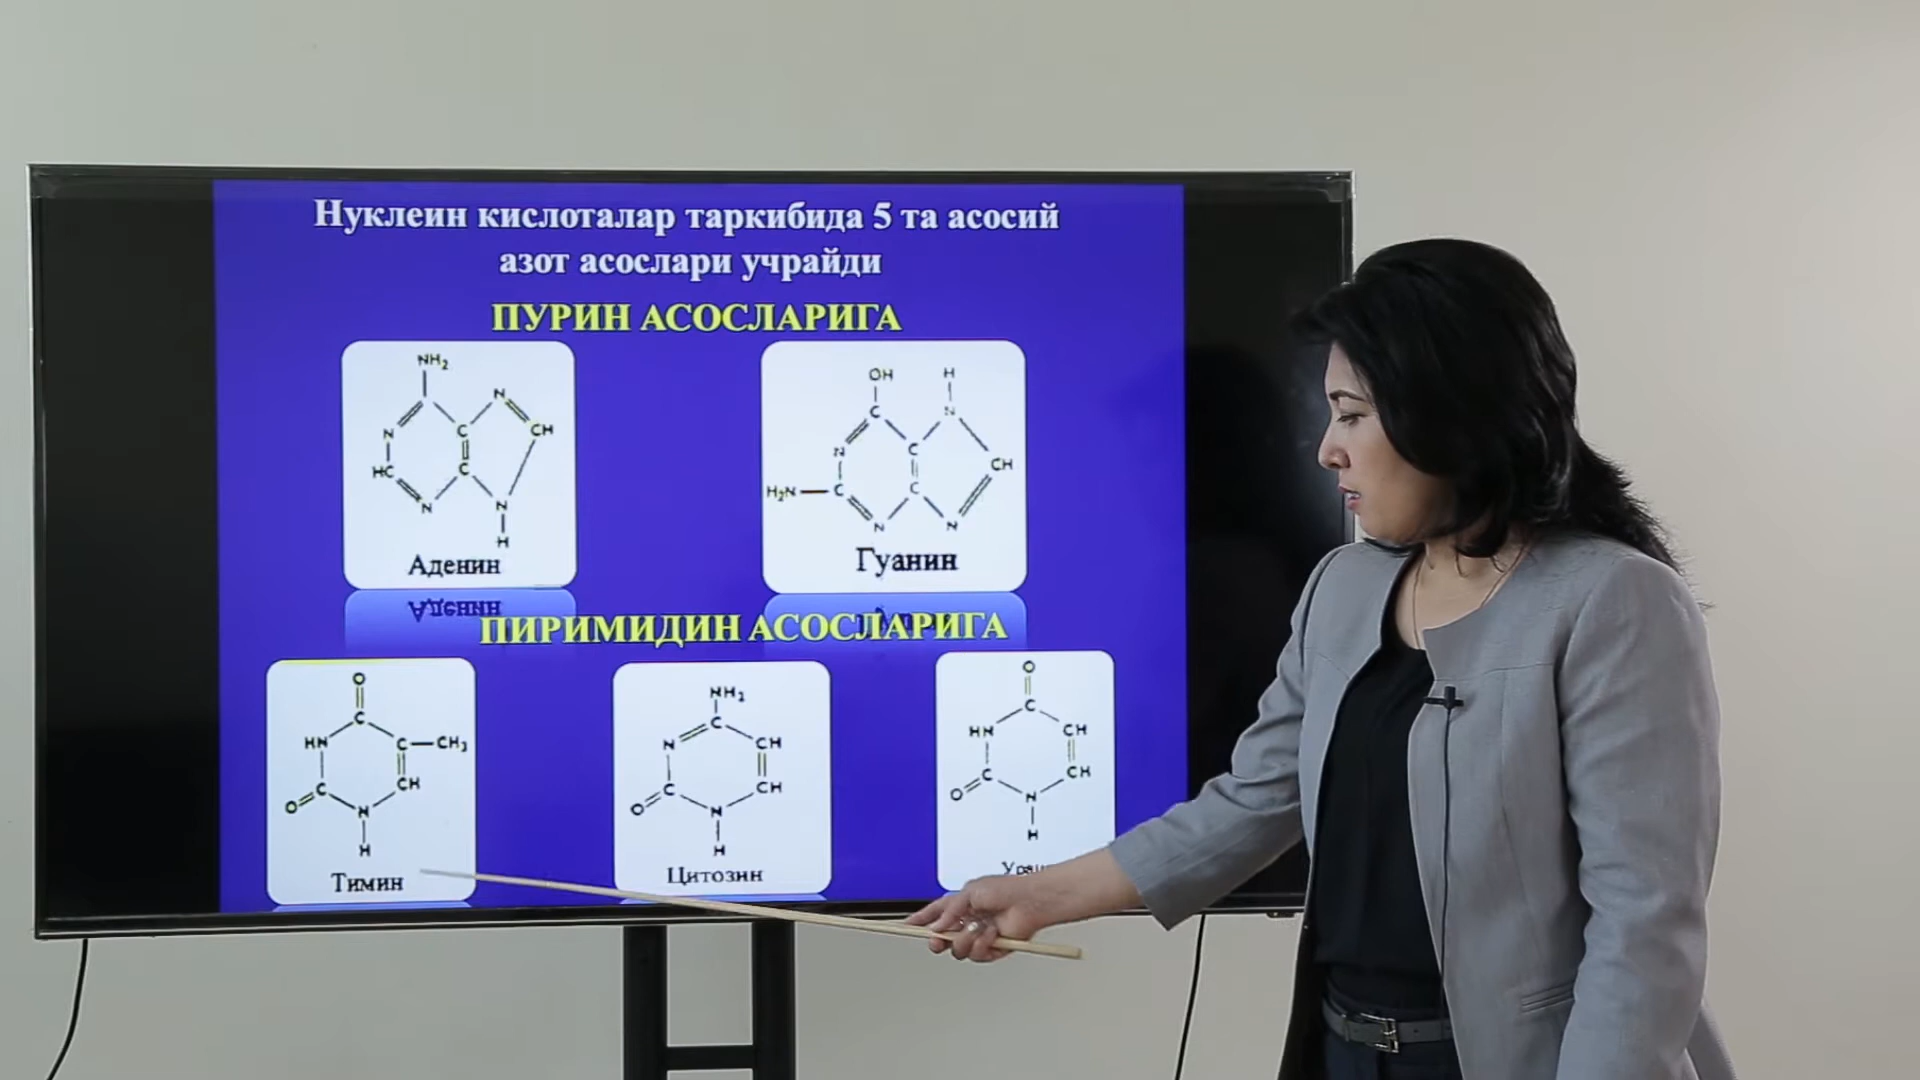 Нуклеин кислоталар таркибида 5 та асосий
азот асослари учрайди
ПУРИН АСОСЛАРИГА
NH₂
N
N
C
CH
HC
C
N
N
H
Аденин
OH
H
C
N
N
C
CH
H₂N
C
C
N
N
Гуанин
Аденин
ПИРИМИДИН АСОСЛАРИГА
O
C
HN
C
CH₃
O
C
CH
N
H
Тимин
NH₂
C
N
CH
O
C
CH
N
H
Цитозин
O
C
HN
CH
O
C
CH
N
H